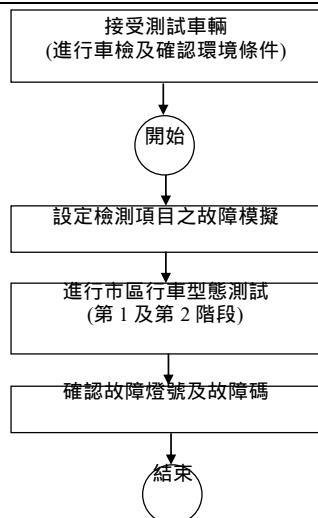 接受測試車輛
(進行車檢及確認環境條件)
開始
設定檢測項目之故障模擬
進行市區行車型態測試
(第 1 及第 2 階段)
確認故障燈號及故障碼
結束